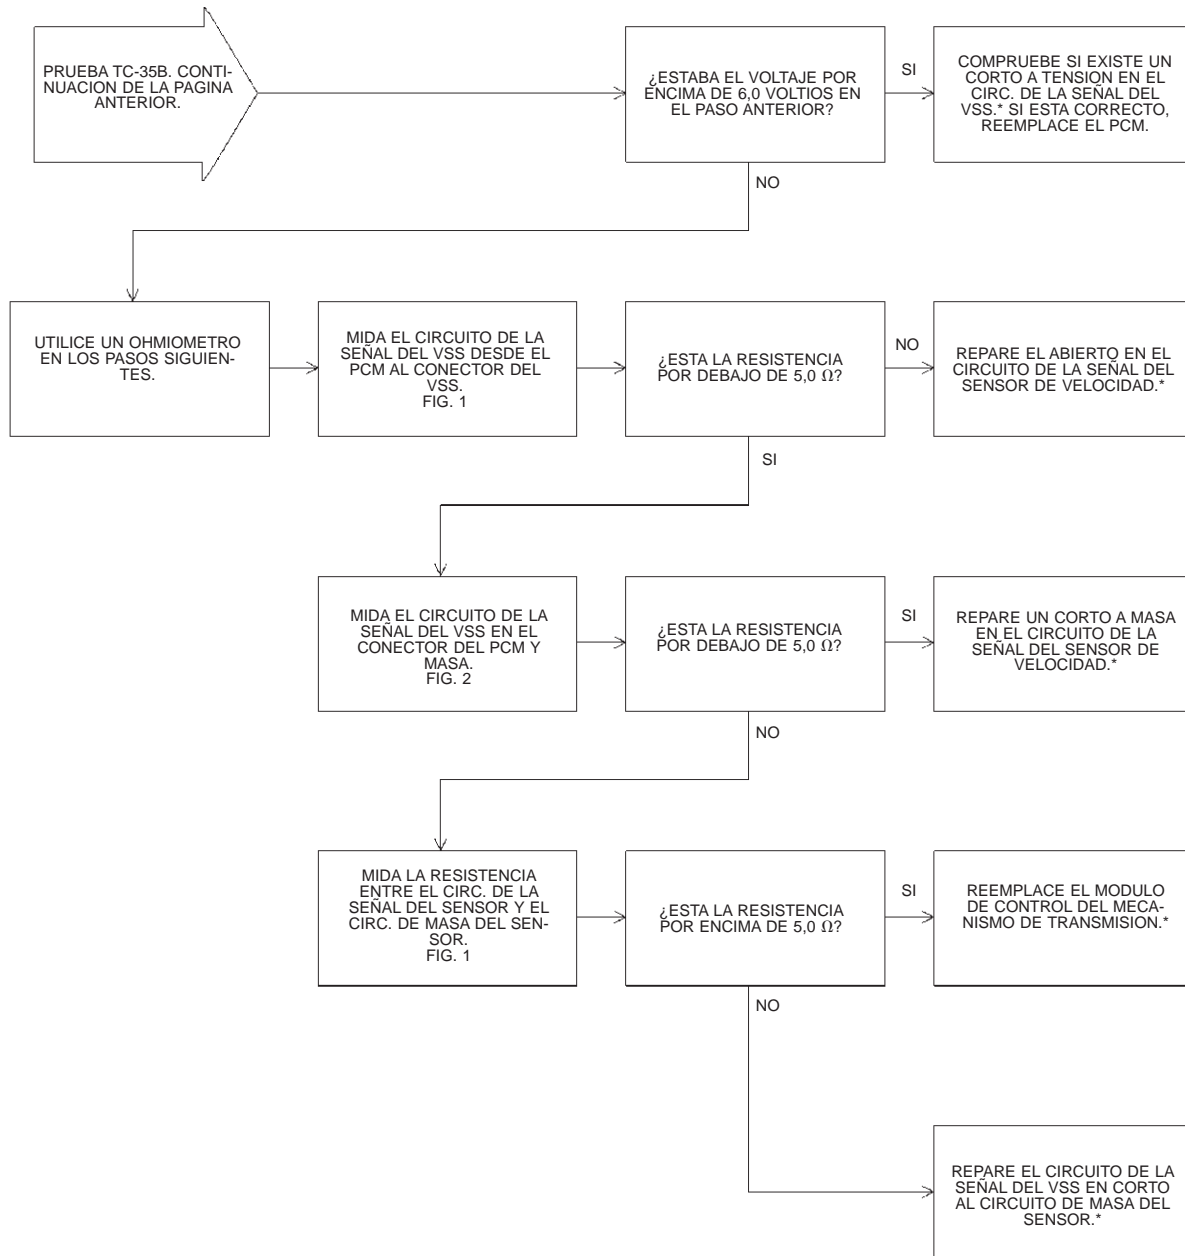 PRUEBA TC-35B. CONTI-
NUACION DE LA PAGINA
ANTERIOR.
¿ESTABA EL VOLTAJE POR
ENCIMA DE 6,0 VOLTIOS EN
EL PASO ANTERIOR?
SI
COMPRUEBE SI EXISTE UN
CORTO A TENSION EN EL
CIRC. DE LA SEÑAL DEL
VSS.* SI ESTA CORRECTO,
REEMPLACE EL PCM.
NO
UTILICE UN OHMIOMETRO
EN LOS PASOS SIGUIEN-
TES.
MIDA EL CIRCUITO DE LA
SEÑAL DEL VSS DESDE EL
PCM AL CONECTOR DEL
VSS.
FIG. 1
¿ESTA LA RESISTENCIA
POR DEBAJO DE 5,0 Ω?
NO
REPARE EL ABIERTO EN EL
CIRCUITO DE LA SEÑAL DEL
SENSOR DE VELOCIDAD.*
SI
MIDA EL CIRCUITO DE LA
SEÑAL DEL VSS EN EL
CONECTOR DEL PCM Y
MASA.
FIG. 2
¿ESTA LA RESISTENCIA
POR DEBAJO DE 5,0 Ω?
SI
REPARE UN CORTO A MASA
EN EL CIRCUITO DE LA
SEÑAL DEL SENSOR DE
VELOCIDAD.*
NO
MIDA LA RESISTENCIA
ENTRE EL CIRC. DE LA
SEÑAL DEL SENSOR Y EL
CIRC. DE MASA DEL SEN-
SOR.
FIG. 1
¿ESTA LA RESISTENCIA
POR ENCIMA DE 5,0 Ω?
SI
REEMPLACE EL MODULO
DE CONTROL DEL MECA-
NISMO DE TRANSMISION.*
NO
REPARE EL CIRCUITO DE LA
SEÑAL DEL VSS EN CORTO
AL CIRCUITO DE MASA DEL
SENSOR.*